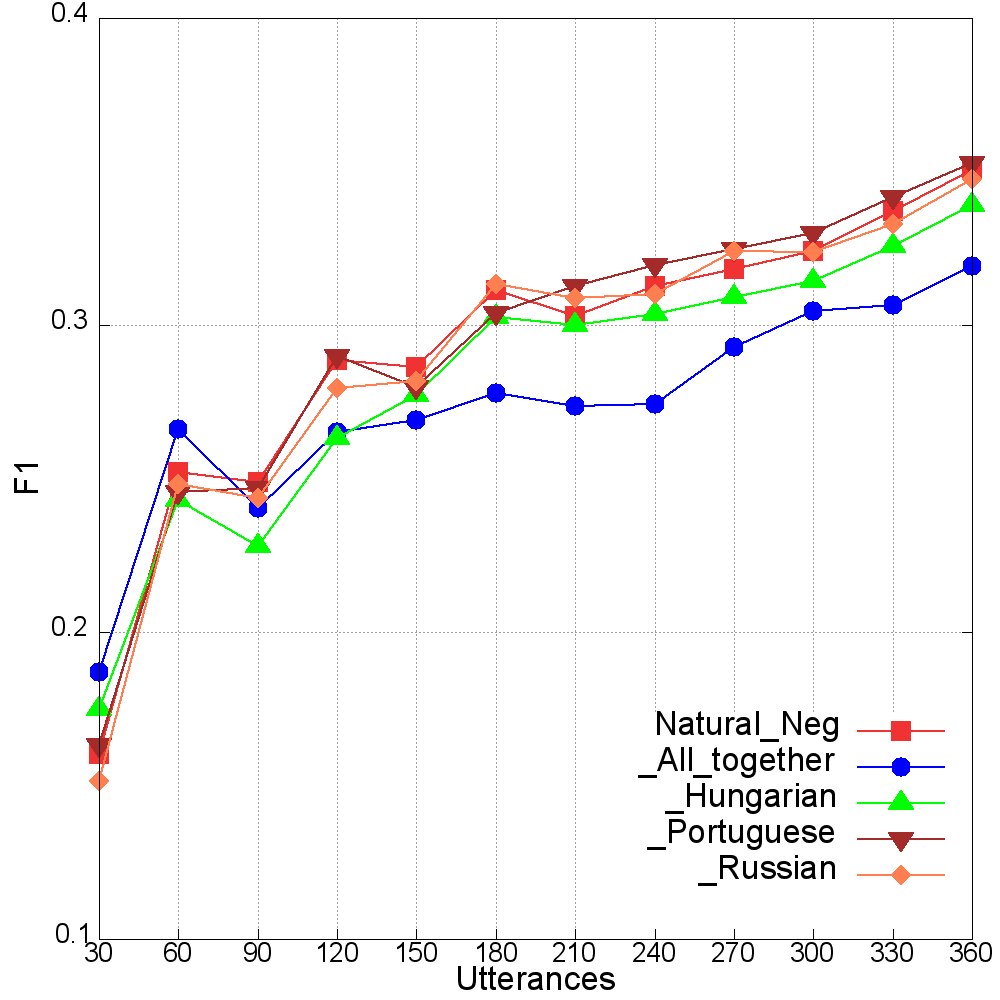 0.4
0.3
0.2
0.1
F1
Natural_Neg
_All_together
_Hungarian
_Portuguese
_Russian
30 60 90 120 150 180 210 240 270 300 330 360
Utterances